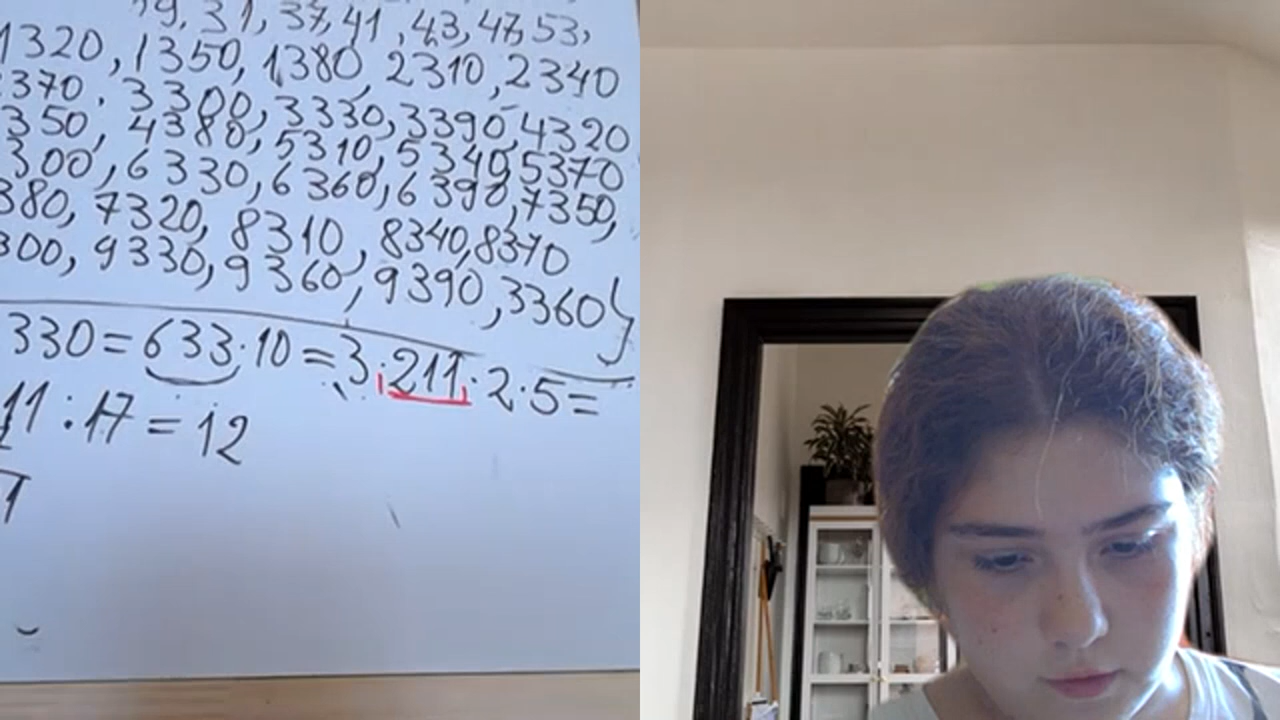 29, 31, 37, 41, 43, 47, 53,
1320, 1350, 1380, 2310, 2340
2370, 3300, 3330, 3390, 4320
350, 4380, 5310, 5340, 5370
300, 6330, 6360, 6390, 7350,
380, 7320, 8310, 8340, 8370
300, 9330, 9360, 9390, 3360}
330 = 633 · 10 = 3 · 211 · 2 · 5 =
11 : 17 = 12